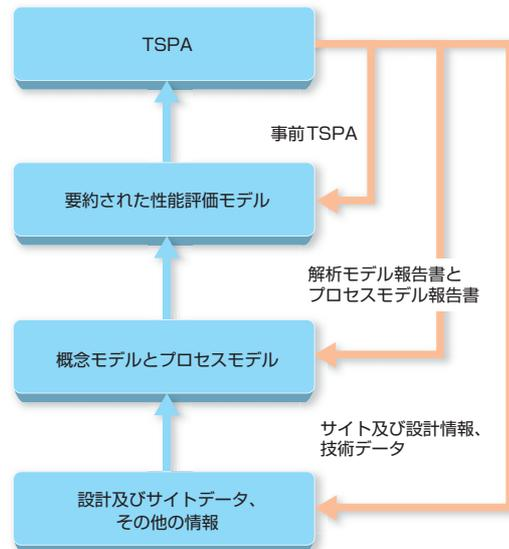 TSPA
事前TSPA
要約された性能評価モデル
解析モデル報告書と
プロセスモデル報告書
概念モデルとプロセスモデル
サイト及び設計情報、
技術データ
設計及びサイトデータ、
その他の情報